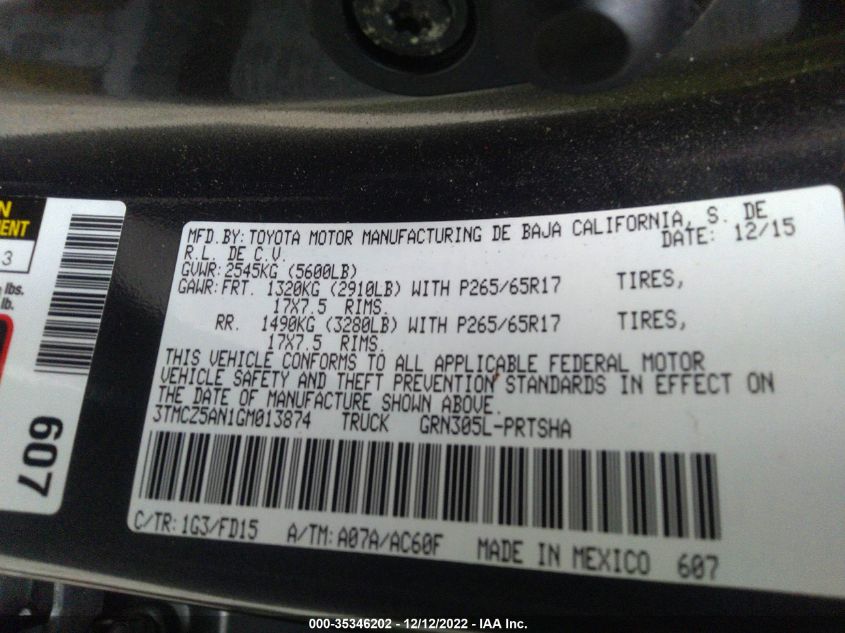 N
MENT
3
lbs.
lb.
607
MFD.BY:TOYOTA MOTOR MANUFACTURING DE BAJA CALIFORNIA, S. DE
R.L. DE C.V. DATE: 12/15
GVWR:2545KG (5600LB)
GAWR:FRT. 1320KG (2910LB) WITH P265/65R17 TIRES,
17X7.5 RIMS.
RR. 1490KG (3280LB) WITH P265/65R17 TIRES,
17X7.5 RIMS.
THIS VEHICLE CONFORMS TO ALL APPLICABLE FEDERAL MOTOR
VEHICLE SAFETY AND THEFT PREVENTION STANDARDS IN EFFECT ON
THE DATE OF MANUFACTURE SHOWN ABOVE.
3TMCZ5AN1GM013874 TRUCK GRN305L-PRTSHA
C/TR:1G3/FD15 A/TM:A07A/AC60F MADE IN MEXICO 607
000-35346202 - 12/12/2022 - IAA Inc.